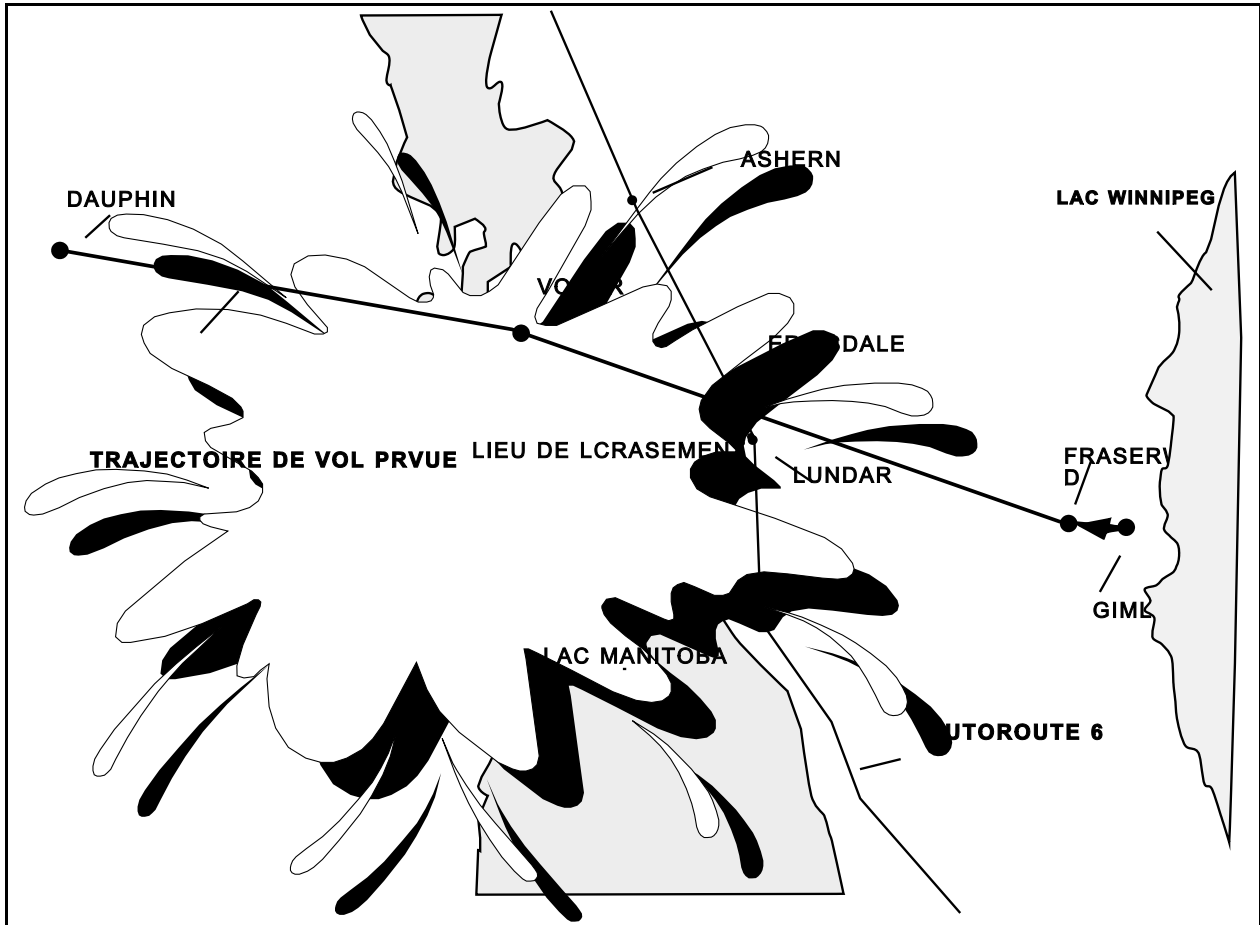 ASHERN
DAUPHIN
LAC WINNIPEG
TRAJECTOIRE DE VOL PRVUE
LIEU DE LCRASEMEN
LUNDAR
D
LAC MANITOBA
UTOROUTE 6